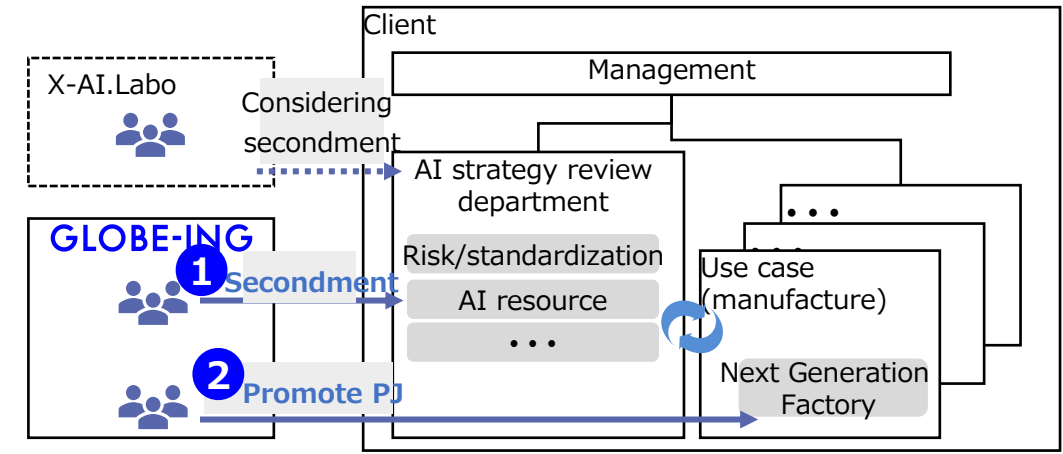 Client
Management
X-AI.Labo
Considering
secondment
AI strategy review
department
Risk/standardization
AI resource
•••
GLOBE-ING
1
Secondment
2
Promote PJ
•••
•••
Use case
(manufacture)
Next Generation
Factory